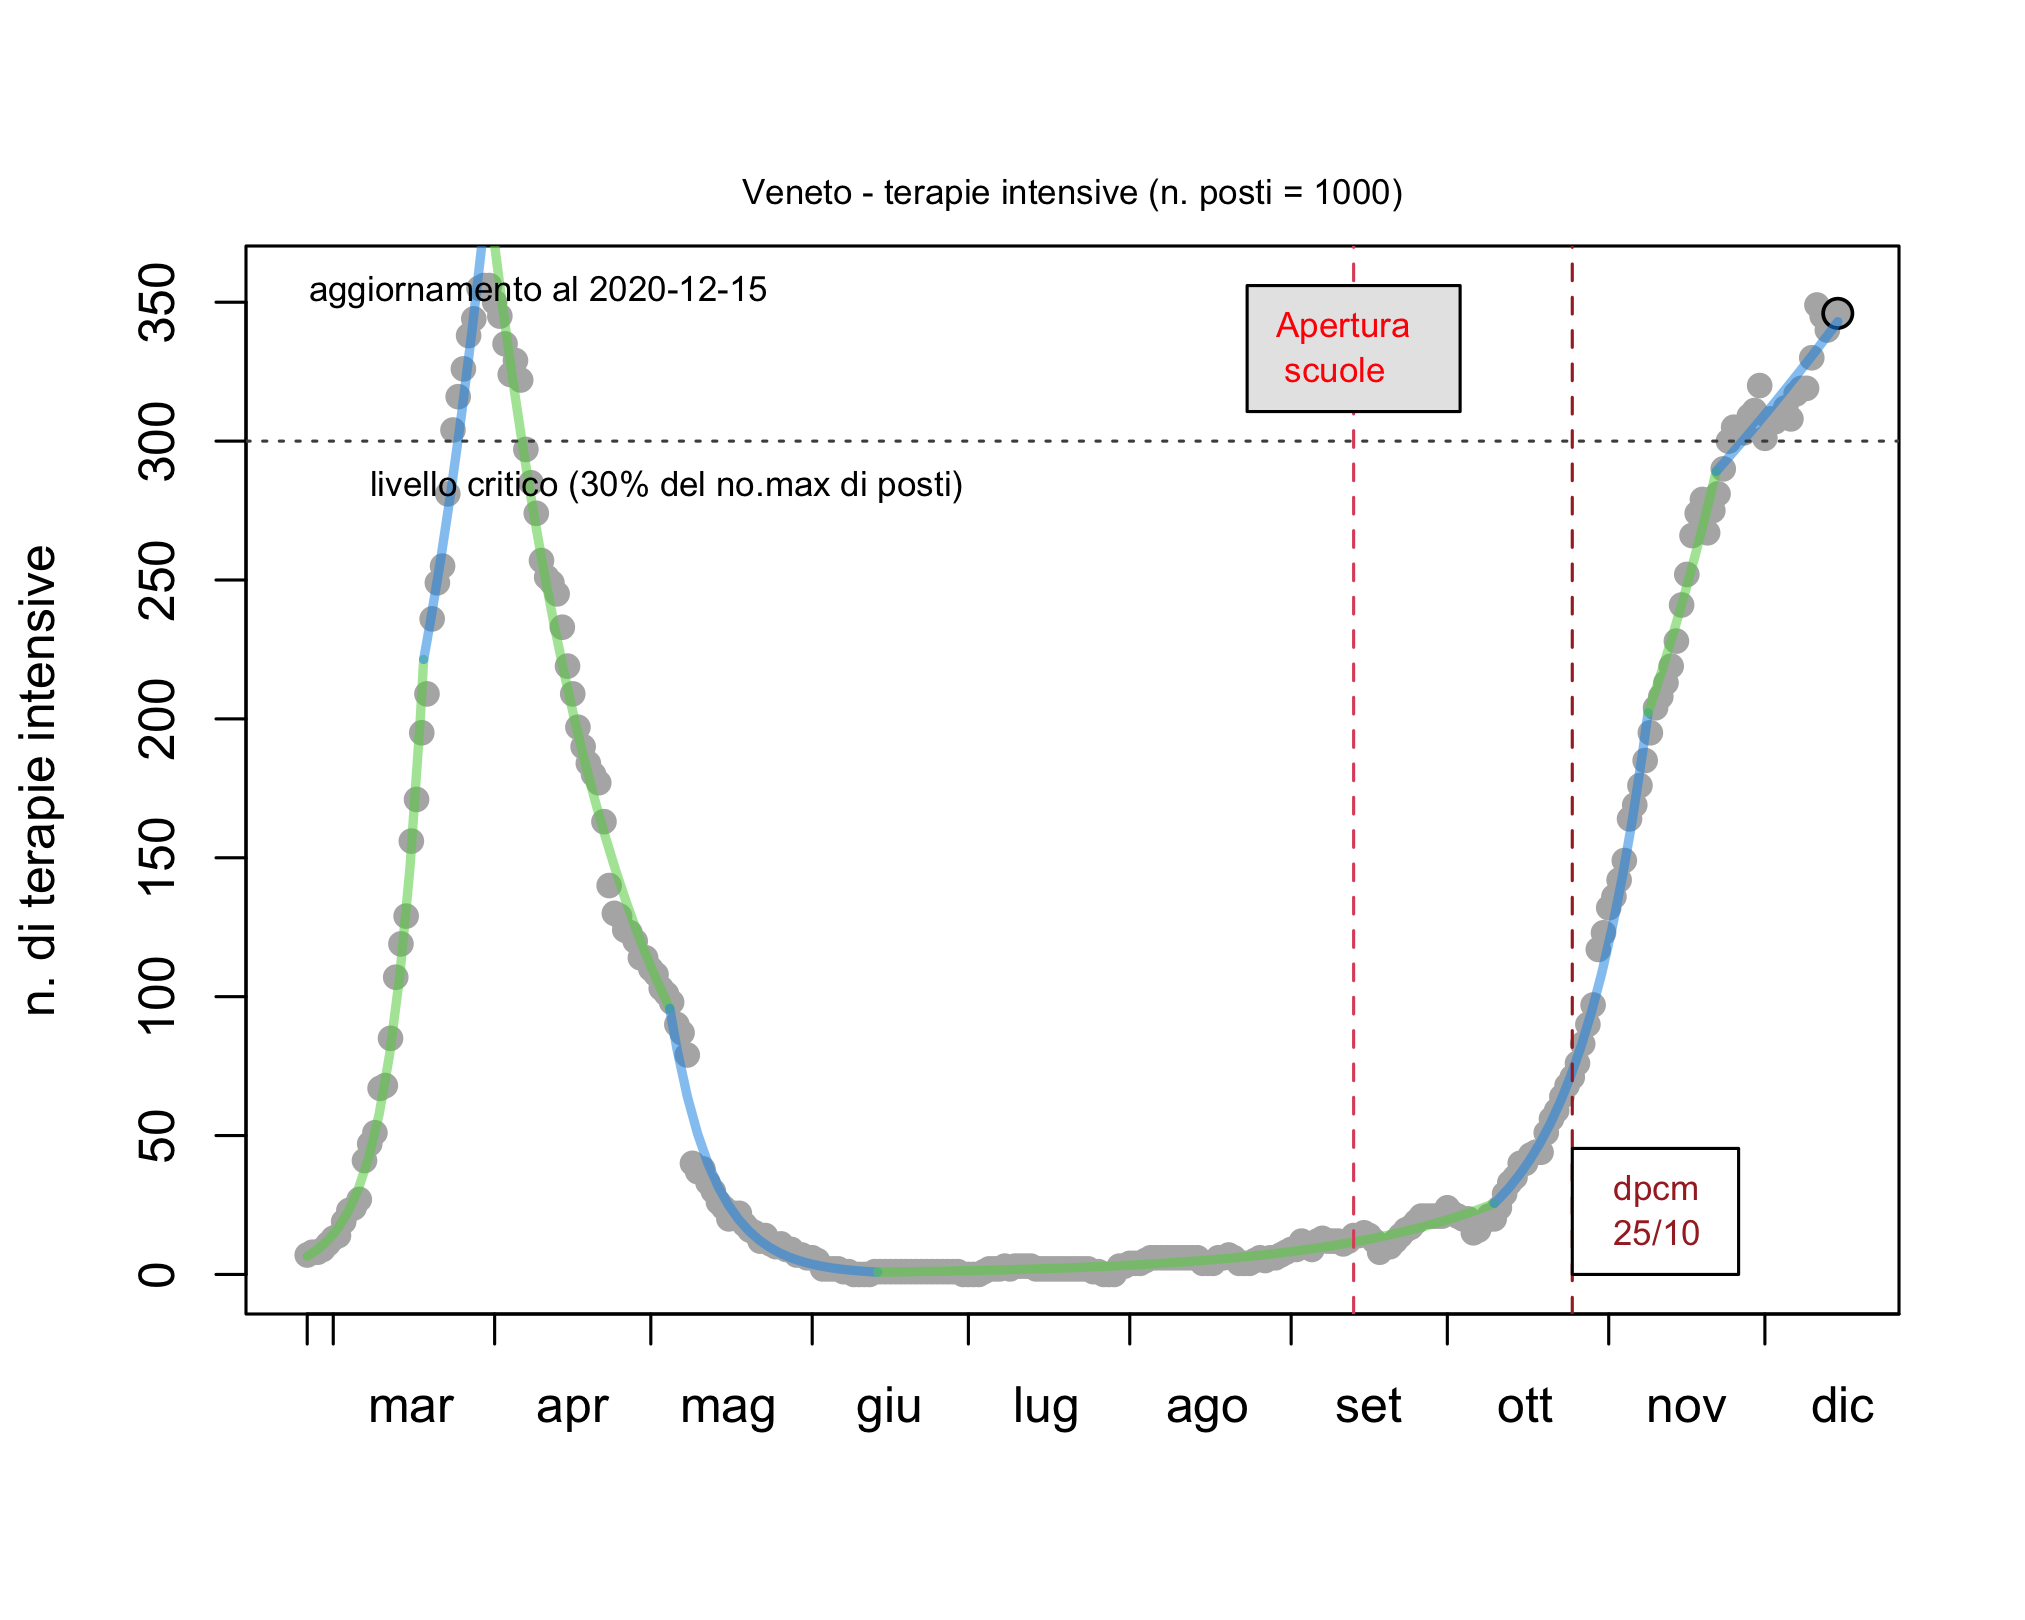 Veneto - terapie intensive (n. posti = 1000)
aggiornamento al 2020-12-15
Apertura
scuole
livello critico (30% del no.max di posti)
dpcm
25/10
n. di terapie intensive
350
300
250
200
150
100
50
0
mar apr mag giu lug ago set ott nov dic